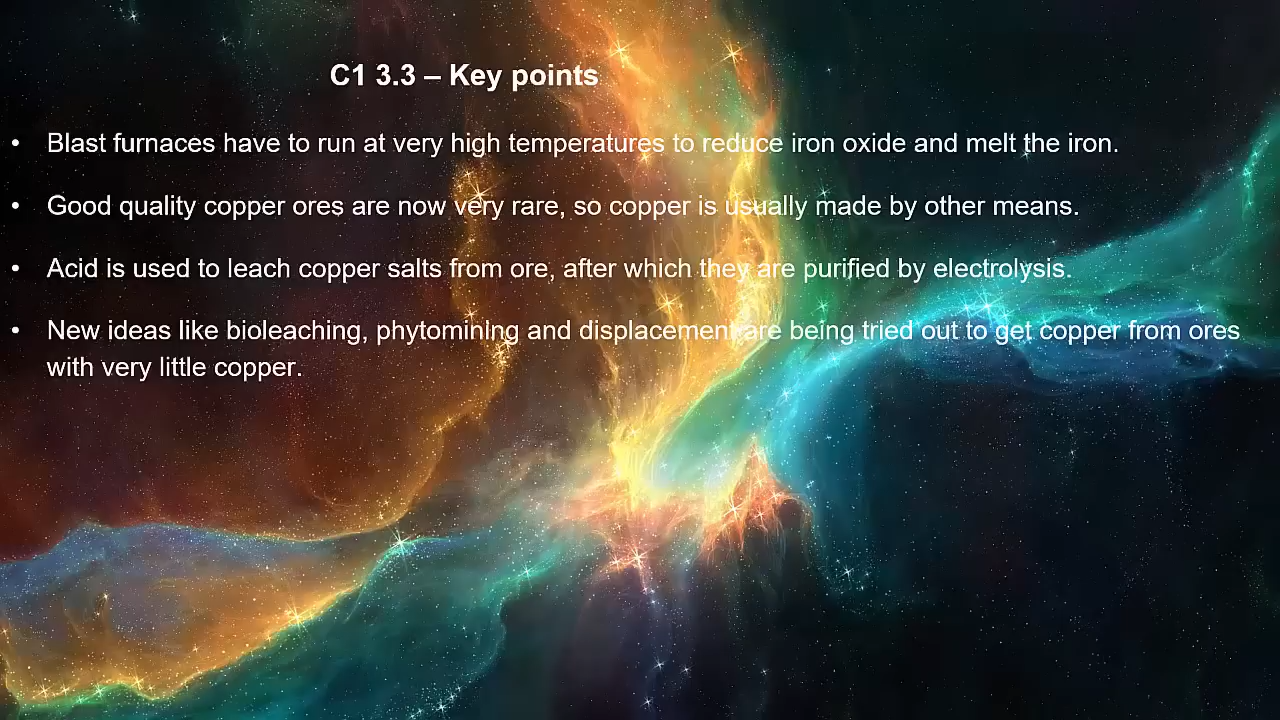 C1 3.3 – Key points
• Blast furnaces have to run at very high temperatures to reduce iron oxide and melt the iron.
• Good quality copper ores are now very rare, so copper is usually made by other means.
• Acid is used to leach copper salts from ore, after which they are purified by electrolysis.
• New ideas like bioleaching, phytomining and displacement are being tried out to get copper from ores
with very little copper.